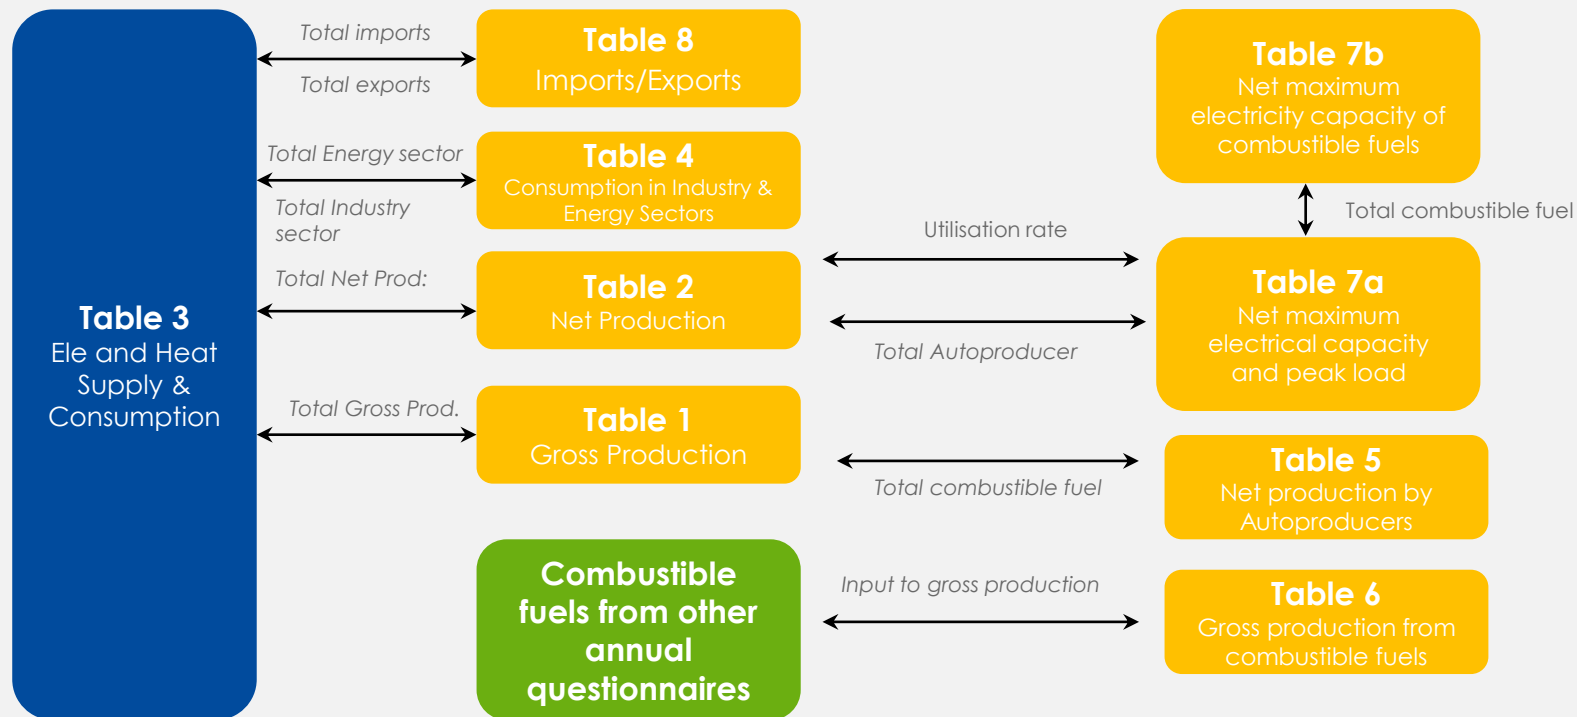 Table 3
Ele and Heat
Supply &
Consumption
Total imports
Total exports
Total Energy sector
Total Industry
sector
Total Net Prod:
Total Gross Prod.
Table 8
Imports/Exports
Table 4
Consumption in Industry &
Energy Sectors
Table 2
Net Production
Table 1
Gross Production
Combustible
fuels from other
annual
questionnaires
Utilisation rate
Total Autoproducer
Total combustible fuel
Input to gross production
Table 7b
Net maximum
electricity capacity of
combustible fuels
Total combustible fuel
Table 7a
Net maximum
electrical capacity
and peak load
Table 5
Net production by
Autoproducers
Table 6
Gross production from
combustible fuels